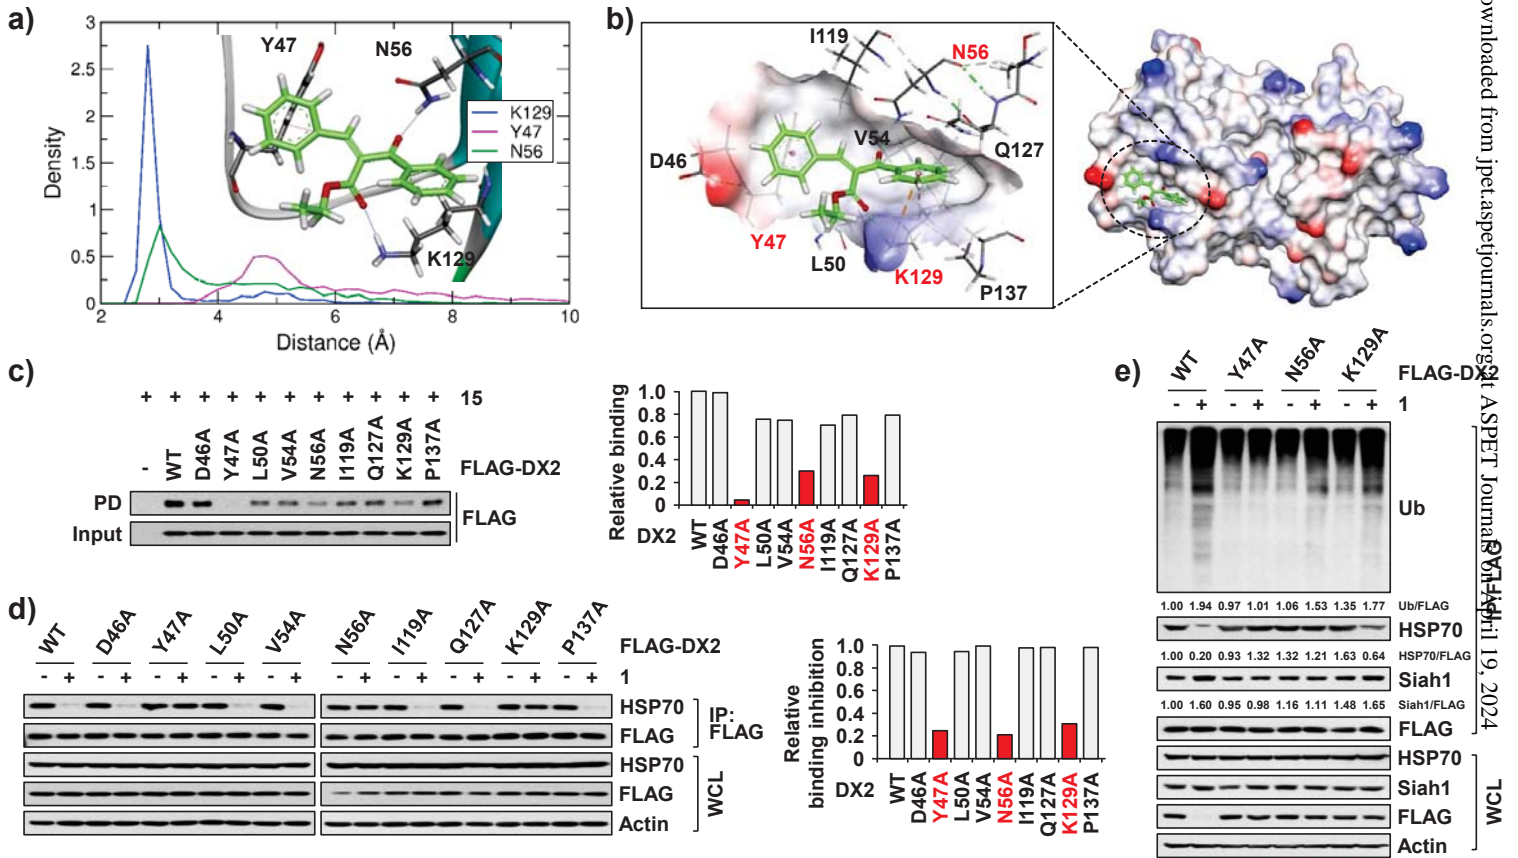 a)
3
2.5
2
1.5
1
0.5
0
Density
2
4
6
8
10
Distance (Å)
Y47
N56
K129
K129
Y47
N56
b)
I119
N56
V54
Q127
D46
Y47
L50
K129
P137
c)
+ + + + + + + + + + 15
- WT D46A Y47A L50A V54A N56A I119A Q127A K129A P137A FLAG-DX2
PD
Input
FLAG
Relative binding
1.0
0.8
0.6
0.4
0.2
0
DX2
WT D46A Y47A L50A V54A N56A I119A Q127A K129A P137A
d)
WT D46A Y47A L50A V54A N56A I119A Q127A K129A P137A FLAG-DX2
- + - + - + - + - + - + - + - + - + - + 1
HSP70
FLAG
IP:
FLAG
HSP70
FLAG
Actin
WCL
Relative
binding inhibition
1.0
0.8
0.6
0.4
0.2
0
DX2
WT D46A Y47A L50A V54A N56A I119A Q127A K129A P137A
e)
WT Y47A N56A K129A FLAG-DX2
- + - + - + - + 1
Ub
1.00 1.94 0.97 1.01 1.06 1.53 1.35 1.77 Ub/FLAG
HSP70
1.00 0.20 0.93 1.32 1.32 1.21 1.63 0.64 HSP70/FLAG
Siah1
1.00 1.60 0.95 0.98 1.16 1.11 1.48 1.65 Siah1/FLAG
FLAG
IP:FLAG
HSP70
Siah1
FLAG
Actin
WCL
ownloaded from jpet.aspetjournals.org at ASPET Journals on April 19, 2024